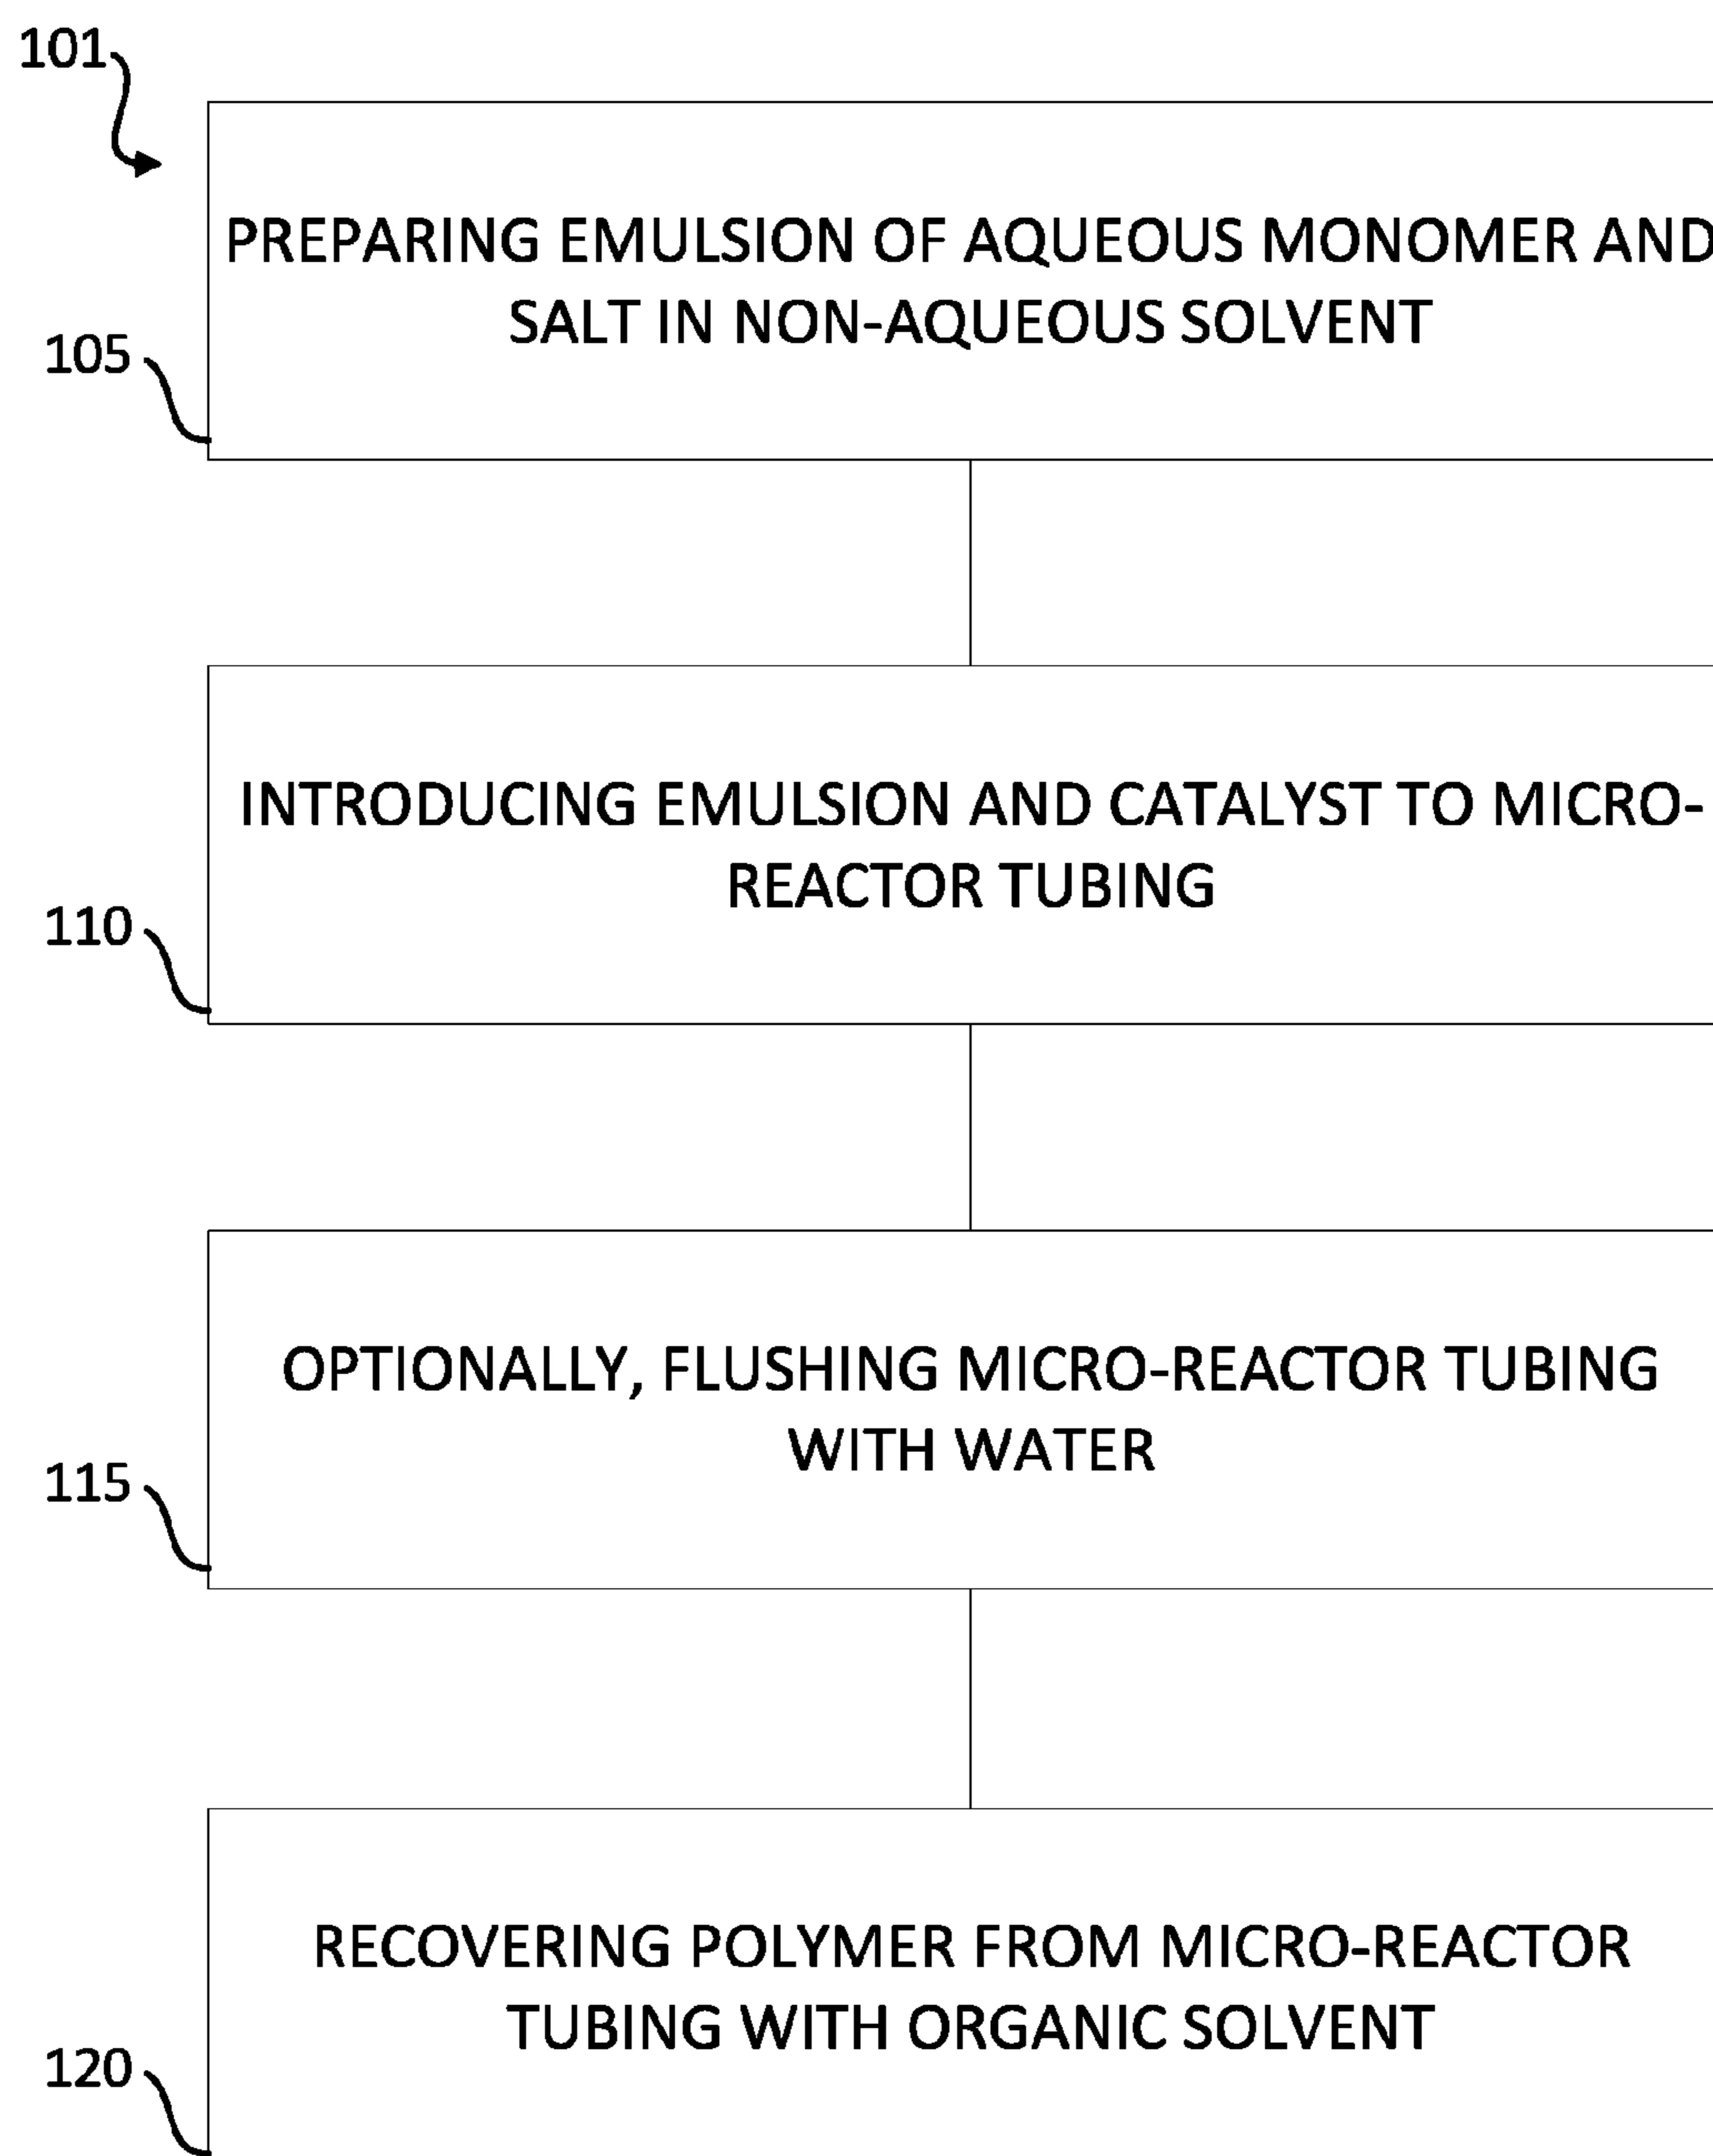 101
PREPARING EMULSION OF AQUEOUS MONOMER AND
SALT IN NON-AQUEOUS SOLVENT
105
INTRODUCING EMULSION AND CATALYST TO MICRO-
REACTOR TUBING
110
OPTIONALLY, FLUSHING MICRO-REACTOR TUBING
WITH WATER
115
RECOVERING POLYMER FROM MICRO-REACTOR
TUBING WITH ORGANIC SOLVENT
120